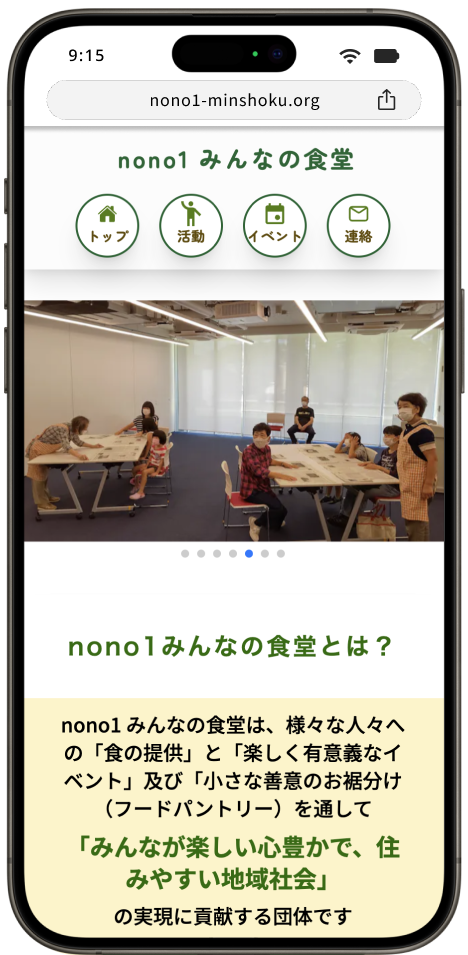 9:15
nono1-minshoku.org
nono1 みんなの食堂
トップ
活動
イベント
連絡
nono1みんなの食堂とは？
nono1 みんなの食堂は、様々な人々へ
の「食の提供」と「楽しく有意義なイ
ベント」及び「小さな善意のお裾分け
（フードパントリー）を通して
「みんなが楽しい心豊かで、住
みやすい地域社会」
の実現に貢献する団体です